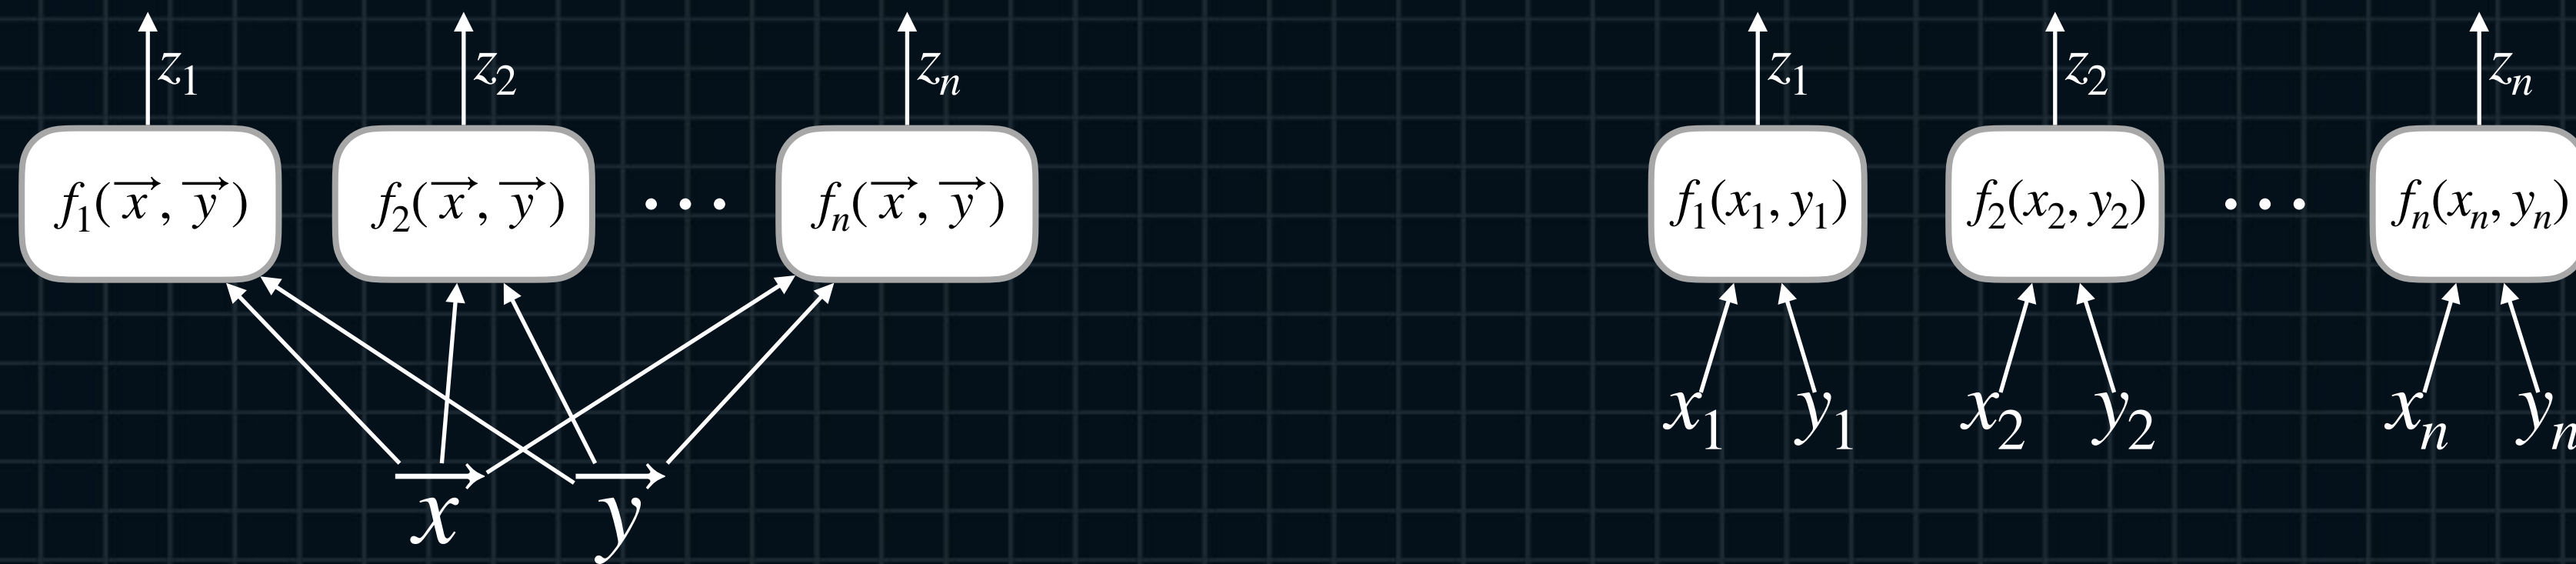 z₁ z₂ zₙ z₁ z₂ zₙ
f₁(x⃗, y⃗) f₂(x⃗, y⃗) · · · fₙ(x⃗, y⃗) f₁(x₁, y₁) f₂(x₂, y₂) · · · fₙ(xₙ, yₙ)
x₁ y₁ x₂ y₂ xₙ yₙ
x⃗ y⃗